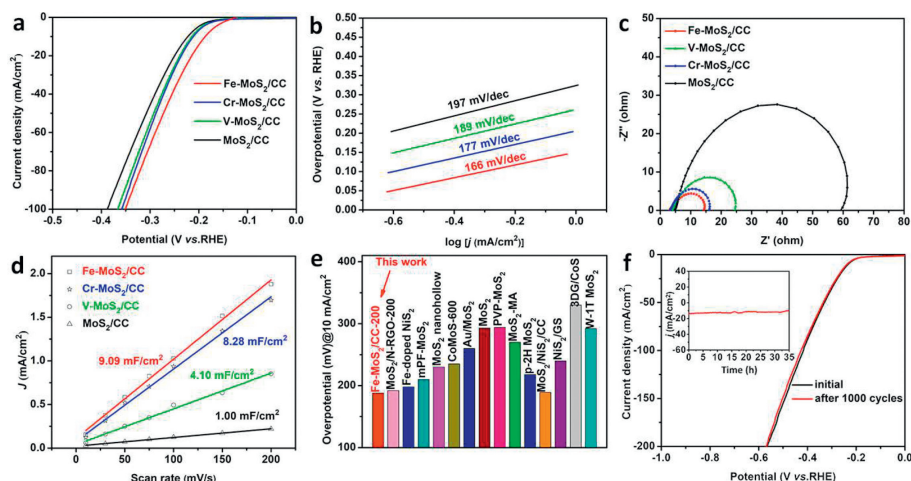 a
Current density (mA/cm²)
0
-20
-40
-60
-80
-100
-0.5
-0.4
-0.3
-0.2
-0.1
0.0
Potential (V vs.RHE)
Fe-MoS₂/CC
Cr-MoS₂/CC
V-MoS₂/CC
MoS₂/CC
b
Overpotential (V vs. RHE)
0.50
0.45
0.40
0.35
0.30
0.25
0.20
0.15
0.10
0.05
0.00
197 mV/dec
189 mV/dec
177 mV/dec
166 mV/dec
-0.6
-0.4
-0.2
0.0
log [j (mA/cm²)]
c
-Z'' (ohm)
50
40
30
20
10
0
Fe-MoS₂/CC
V-MoS₂/CC
Cr-MoS₂/CC
MoS₂/CC
0
10
20
30
40
50
60
70
80
Z' (ohm)
d
J (mA/cm²)
2.0
1.5
1.0
0.5
0.0
Fe-MoS₂/CC
Cr-MoS₂/CC
V-MoS₂/CC
MoS₂/CC
9.09 mF/cm²
8.28 mF/cm²
4.10 mF/cm²
1.00 mF/cm²
0
50
100
150
200
Scan rate (mV/s)
e
This work
Overpotential (mV)@10 mA/cm²
400
300
200
100
Fe-MoS₂/CC-200
MoS₂/N-RGO-200
Fe-doped NiS₂
mPF-MoS₂
MoS₂ nanohollow
CoMoS-600
Au/MoS₂
MoS₂
PVP-MoS₂
MoS₂-MA
p-2H MoS₂
MoS₂/NiS₂/CC
NiS₂/GS
3DG/CoS
W-1T MoS₂
f
Current density (mA/cm²)
0
-50
-100
-150
-200
j (mA/cm²)
40
20
0
-20
-40
-60
0
5
10
15
20
25
30
35
Time (h)
initial
after 1000 cycles
-1.0
-0.8
-0.6
-0.4
-0.2
0.0
Potential (V vs.RHE)